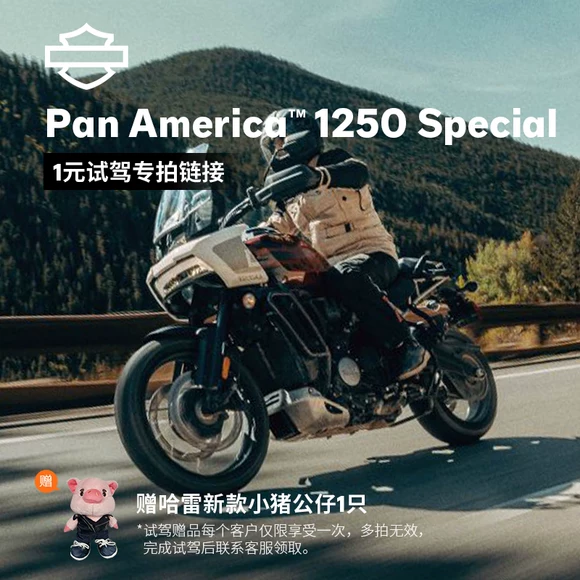 Pan America™ 1250 Special
1元试驾专拍链接
赠
赠哈雷新款小猪公仔1只
*试驾赠品每个客户仅限享受一次，多拍无效，
完成试驾后联系客服领取。